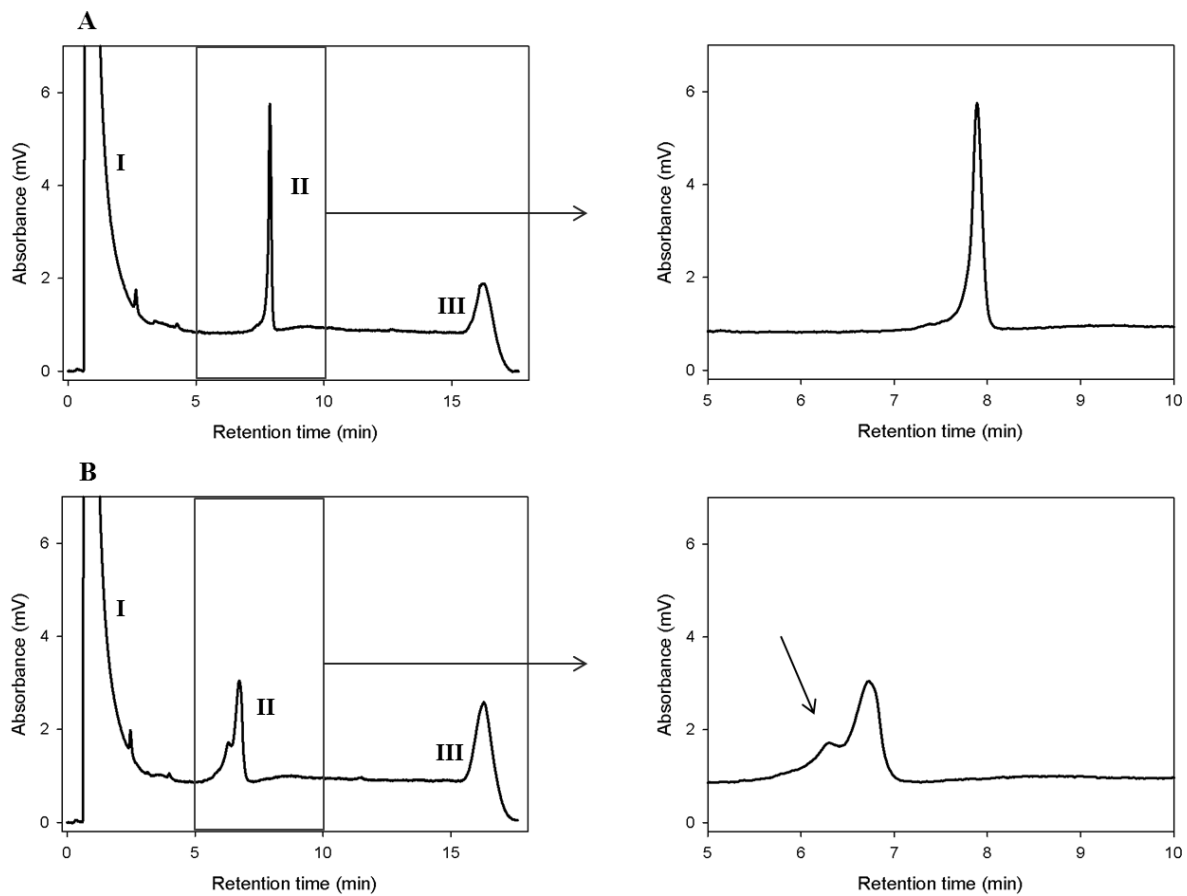 A
Absorbance (mV)
6
4
2
0
I
II
III
0 5 10 15
Retention time (min)
Absorbance (mV)
6
4
2
0
5 6 7 8 9 10
Retention time (min)
B
Absorbance (mV)
6
4
2
0
I
II
III
0 5 10 15
Retention time (min)
Absorbance (mV)
6
4
2
0
5 6 7 8 9 10
Retention time (min)